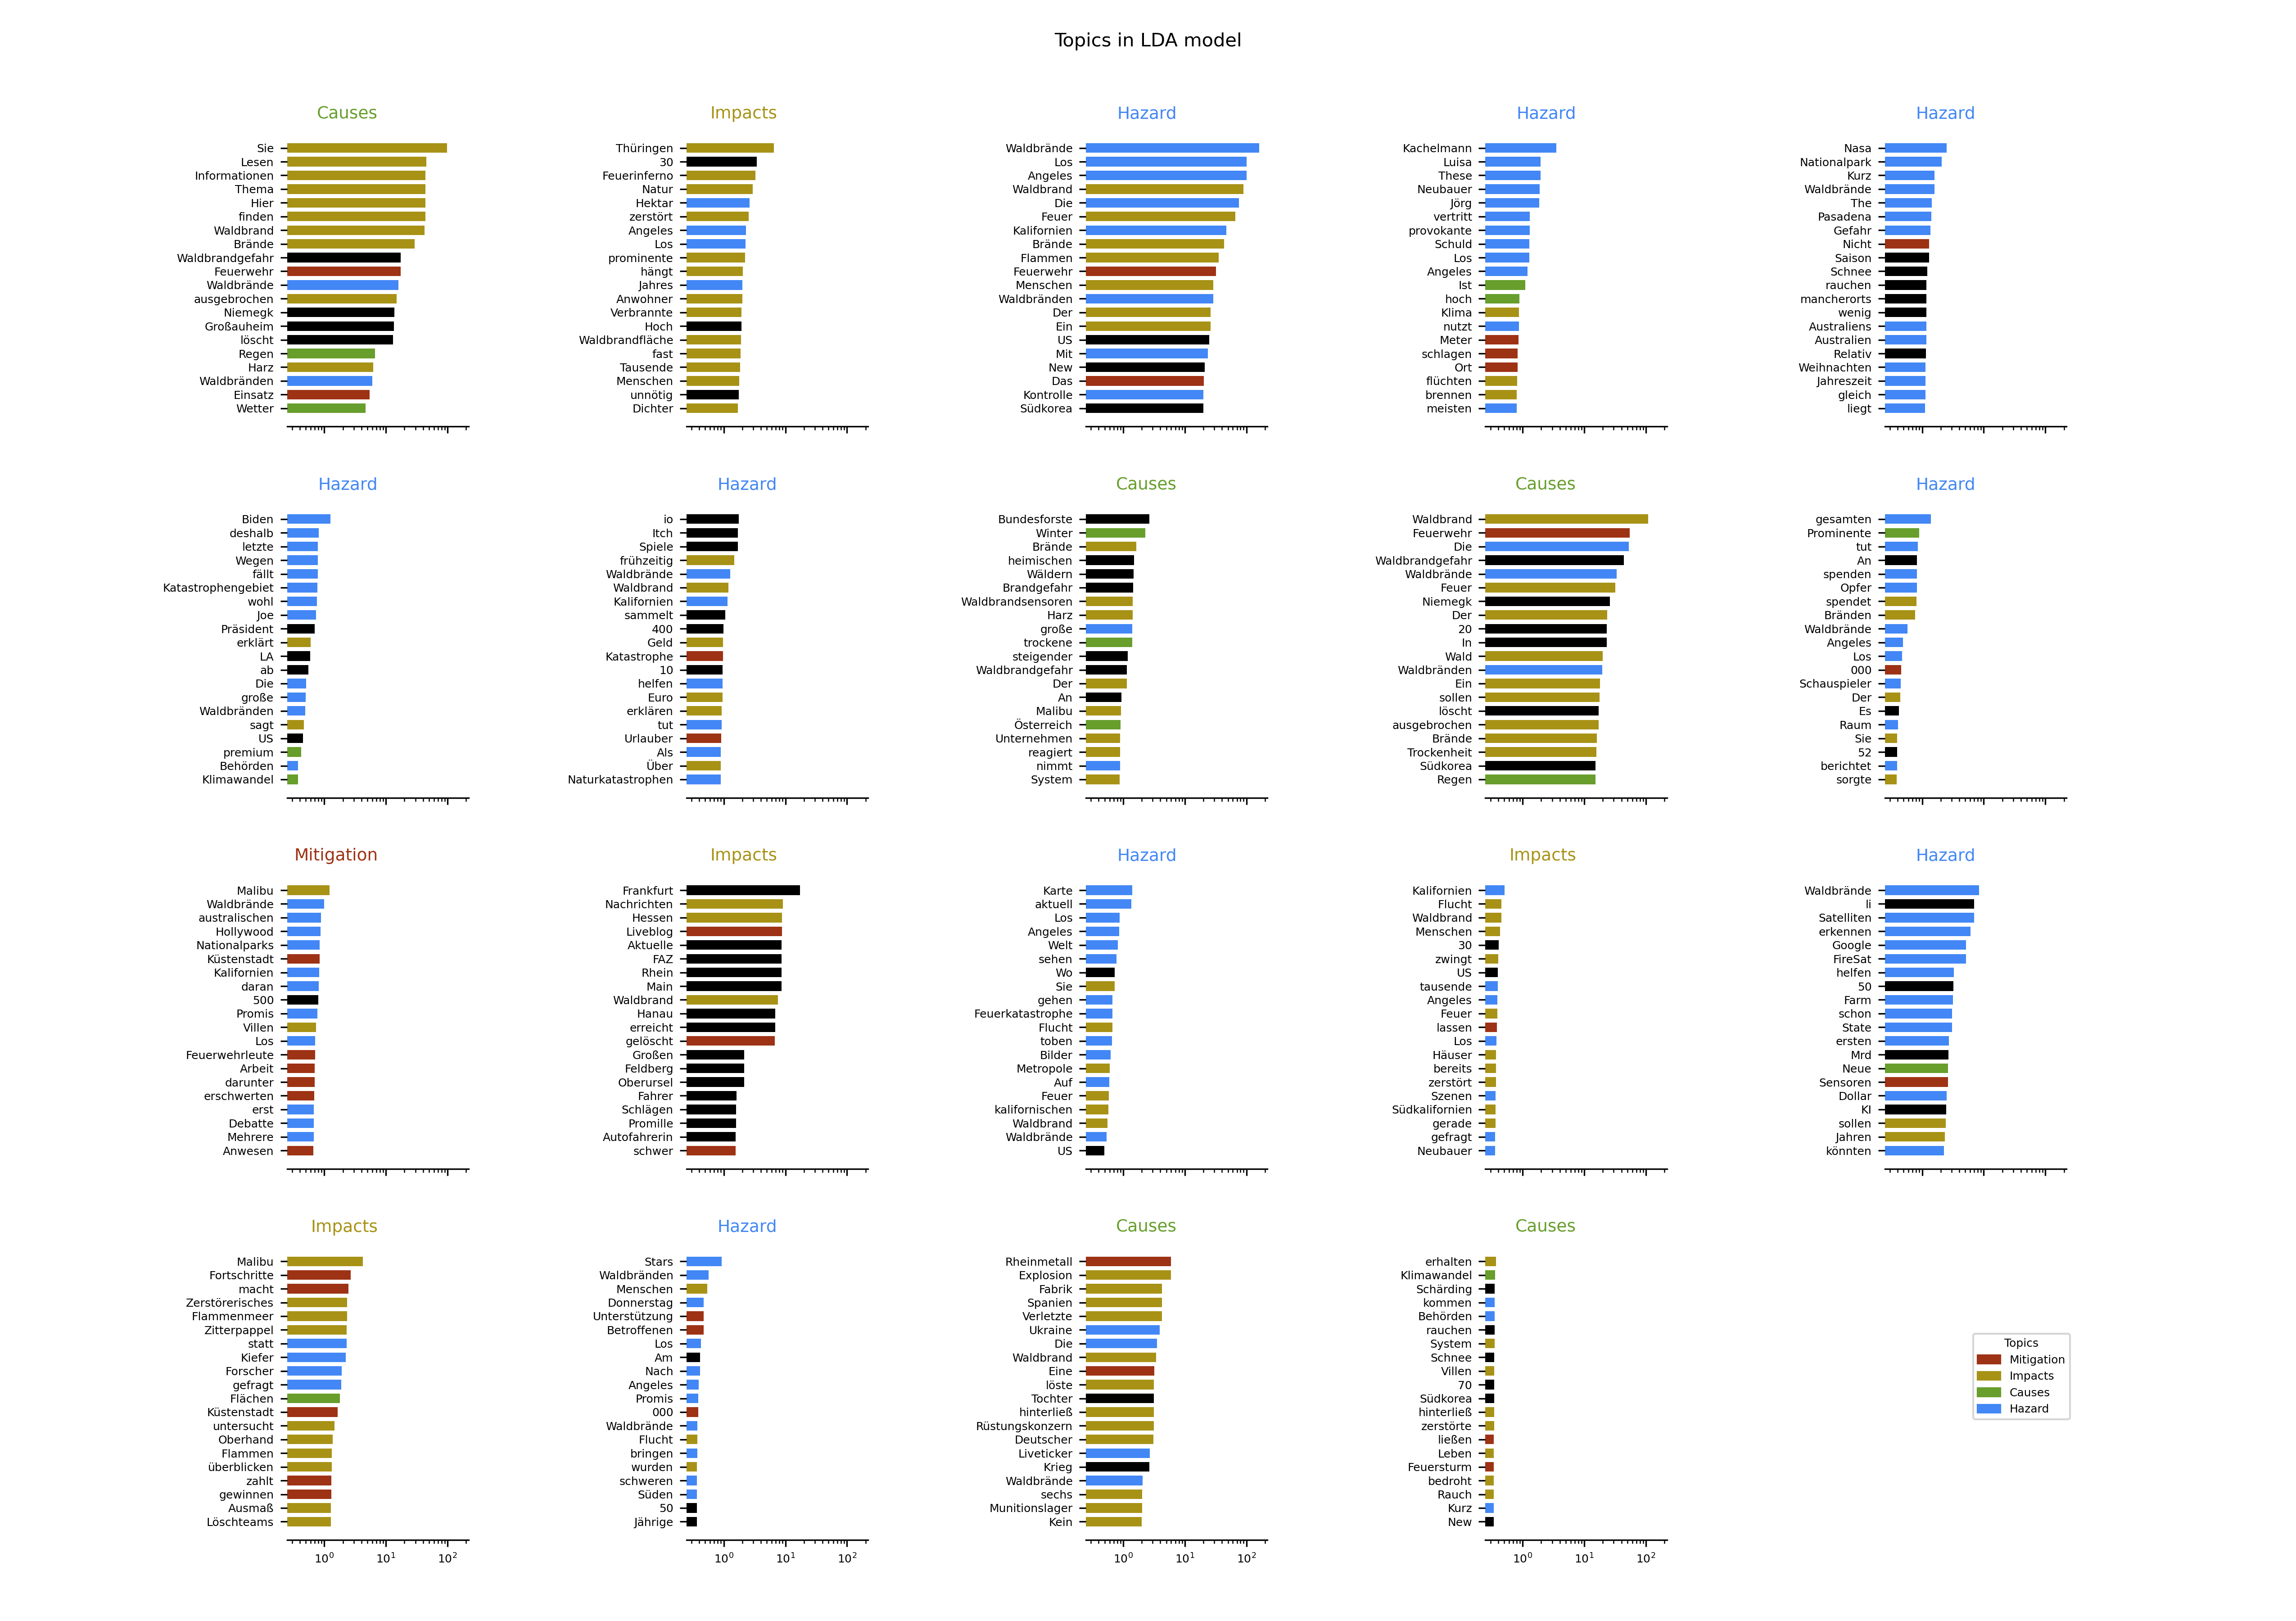 Topics in LDA model
Causes
Sie
Lesen
Informationen
Thema
Hier
finden
Waldbrand
Brände
Waldbrandgefahr
Feuerwehr
Waldbrände
ausgebrochen
Niemegk
Großauheim
löscht
Regen
Harz
Waldbränden
Einsatz
Wetter
Impacts
Thüringen
30
Feuerinferno
Natur
Hektar
zerstört
Angeles
Los
prominente
hängt
Jahres
Anwohner
Verbrannte
Hoch
Waldbrandfläche
fast
Tausende
Menschen
unnötig
Dichter
Hazard
Waldbrände
Los
Angeles
Waldbrand
Die
Feuer
Kalifornien
Brände
Flammen
Feuerwehr
Menschen
Waldbränden
Der
Ein
US
Mit
New
Das
Kontrolle
Südkorea
Hazard
Kachelmann
Luisa
These
Neubauer
Jörg
vertritt
provokante
Schuld
Los
Angeles
Ist
hoch
Klima
nutzt
Meter
schlagen
Ort
flüchten
brennen
meisten
Hazard
Nasa
Nationalpark
Kurz
Waldbrände
The
Pasadena
Gefahr
Nicht
Saison
Schnee
rauchen
mancherorts
wenig
Australiens
Australien
Relativ
Weihnachten
Jahreszeit
gleich
liegt
Hazard
Biden
deshalb
letzte
Wegen
fällt
Katastrophengebiet
wohl
Joe
Präsident
erklärt
LA
ab
Die
große
Waldbränden
sagt
US
premium
Behörden
Klimawandel
Hazard
io
Itch
Spiele
frühzeitig
Waldbrände
Waldbrand
Kalifornien
sammelt
400
Geld
Katastrophe
10
helfen
Euro
erklären
tut
Urlauber
Als
Über
Naturkatastrophen
Causes
Bundesforste
Winter
Brände
heimischen
Wäldern
Brandgefahr
Waldbrandsensoren
Harz
große
trockene
steigender
Waldbrandgefahr
Der
An
Malibu
Österreich
Unternehmen
reagiert
nimmt
System
Causes
Waldbrand
Feuerwehr
Die
Waldbrandgefahr
Waldbrände
Feuer
Niemegk
Der
20
In
Wald
Waldbränden
Ein
sollen
löscht
ausgebrochen
Brände
Trockenheit
Südkorea
Regen
Hazard
gesamten
Prominente
tut
An
spenden
Opfer
spendet
Bränden
Waldbrände
Angeles
Los
000
Schauspieler
Der
Es
Raum
Sie
52
berichtet
sorgte
Mitigation
Malibu
Waldbrände
australischen
Hollywood
Nationalparks
Küstenstadt
Kalifornien
daran
500
Promis
Villen
Los
Feuerwehrleute
Arbeit
darunter
erschwerten
erst
Debatte
Mehrere
Anwesen
Impacts
Frankfurt
Nachrichten
Hessen
Liveblog
Aktuelle
FAZ
Rhein
Main
Waldbrand
Hanau
erreicht
gelöscht
Großen
Feldberg
Oberursel
Fahrer
Schlägen
Promille
Autofahrerin
schwer
Hazard
Karte
aktuell
Los
Angeles
Welt
sehen
Wo
Sie
gehen
Feuerkatastrophe
Flucht
toben
Bilder
Metropole
Auf
Feuer
kalifornischen
Waldbrand
Waldbrände
US
Impacts
Kalifornien
Flucht
Waldbrand
Menschen
30
zwingt
US
tausende
Angeles
Feuer
lassen
Los
Häuser
bereits
zerstört
Szenen
Südkalifornien
gerade
gefragt
Neubauer
Hazard
Waldbrände
li
Satelliten
erkennen
Google
FireSat
helfen
50
Farm
schon
State
ersten
Mrd
Neue
Sensoren
Dollar
KI
sollen
Jahren
könnten
Impacts
Malibu
Fortschritte
macht
Zerstörerisches
Flammenmeer
Zitterpappel
statt
Kiefer
Forscher
gefragt
Flächen
Küstenstadt
untersucht
Oberhand
Flammen
überblicken
zahlt
gewinnen
Ausmaß
Löschteams
10⁰ 10¹ 10²
Hazard
Stars
Waldbränden
Menschen
Donnerstag
Unterstützung
Betroffenen
Los
Am
Nach
Angeles
Promis
000
Waldbrände
Flucht
bringen
wurden
schweren
Süden
50
Jährige
10⁰ 10¹ 10²
Causes
Rheinmetall
Explosion
Fabrik
Spanien
Verletzte
Ukraine
Die
Waldbrand
Eine
löste
Tochter
hinterließ
Rüstungskonzern
Deutscher
Liveticker
Krieg
Waldbrände
sechs
Munitionslager
Kein
10⁰ 10¹ 10²
Causes
erhalten
Klimawandel
Schärding
kommen
Behörden
rauchen
System
Schnee
Villen
70
Südkorea
hinterließ
zerstörte
ließen
Leben
Feuersturm
bedroht
Rauch
Kurz
New
10⁰ 10¹ 10²
Topics
Mitigation
Impacts
Causes
Hazard